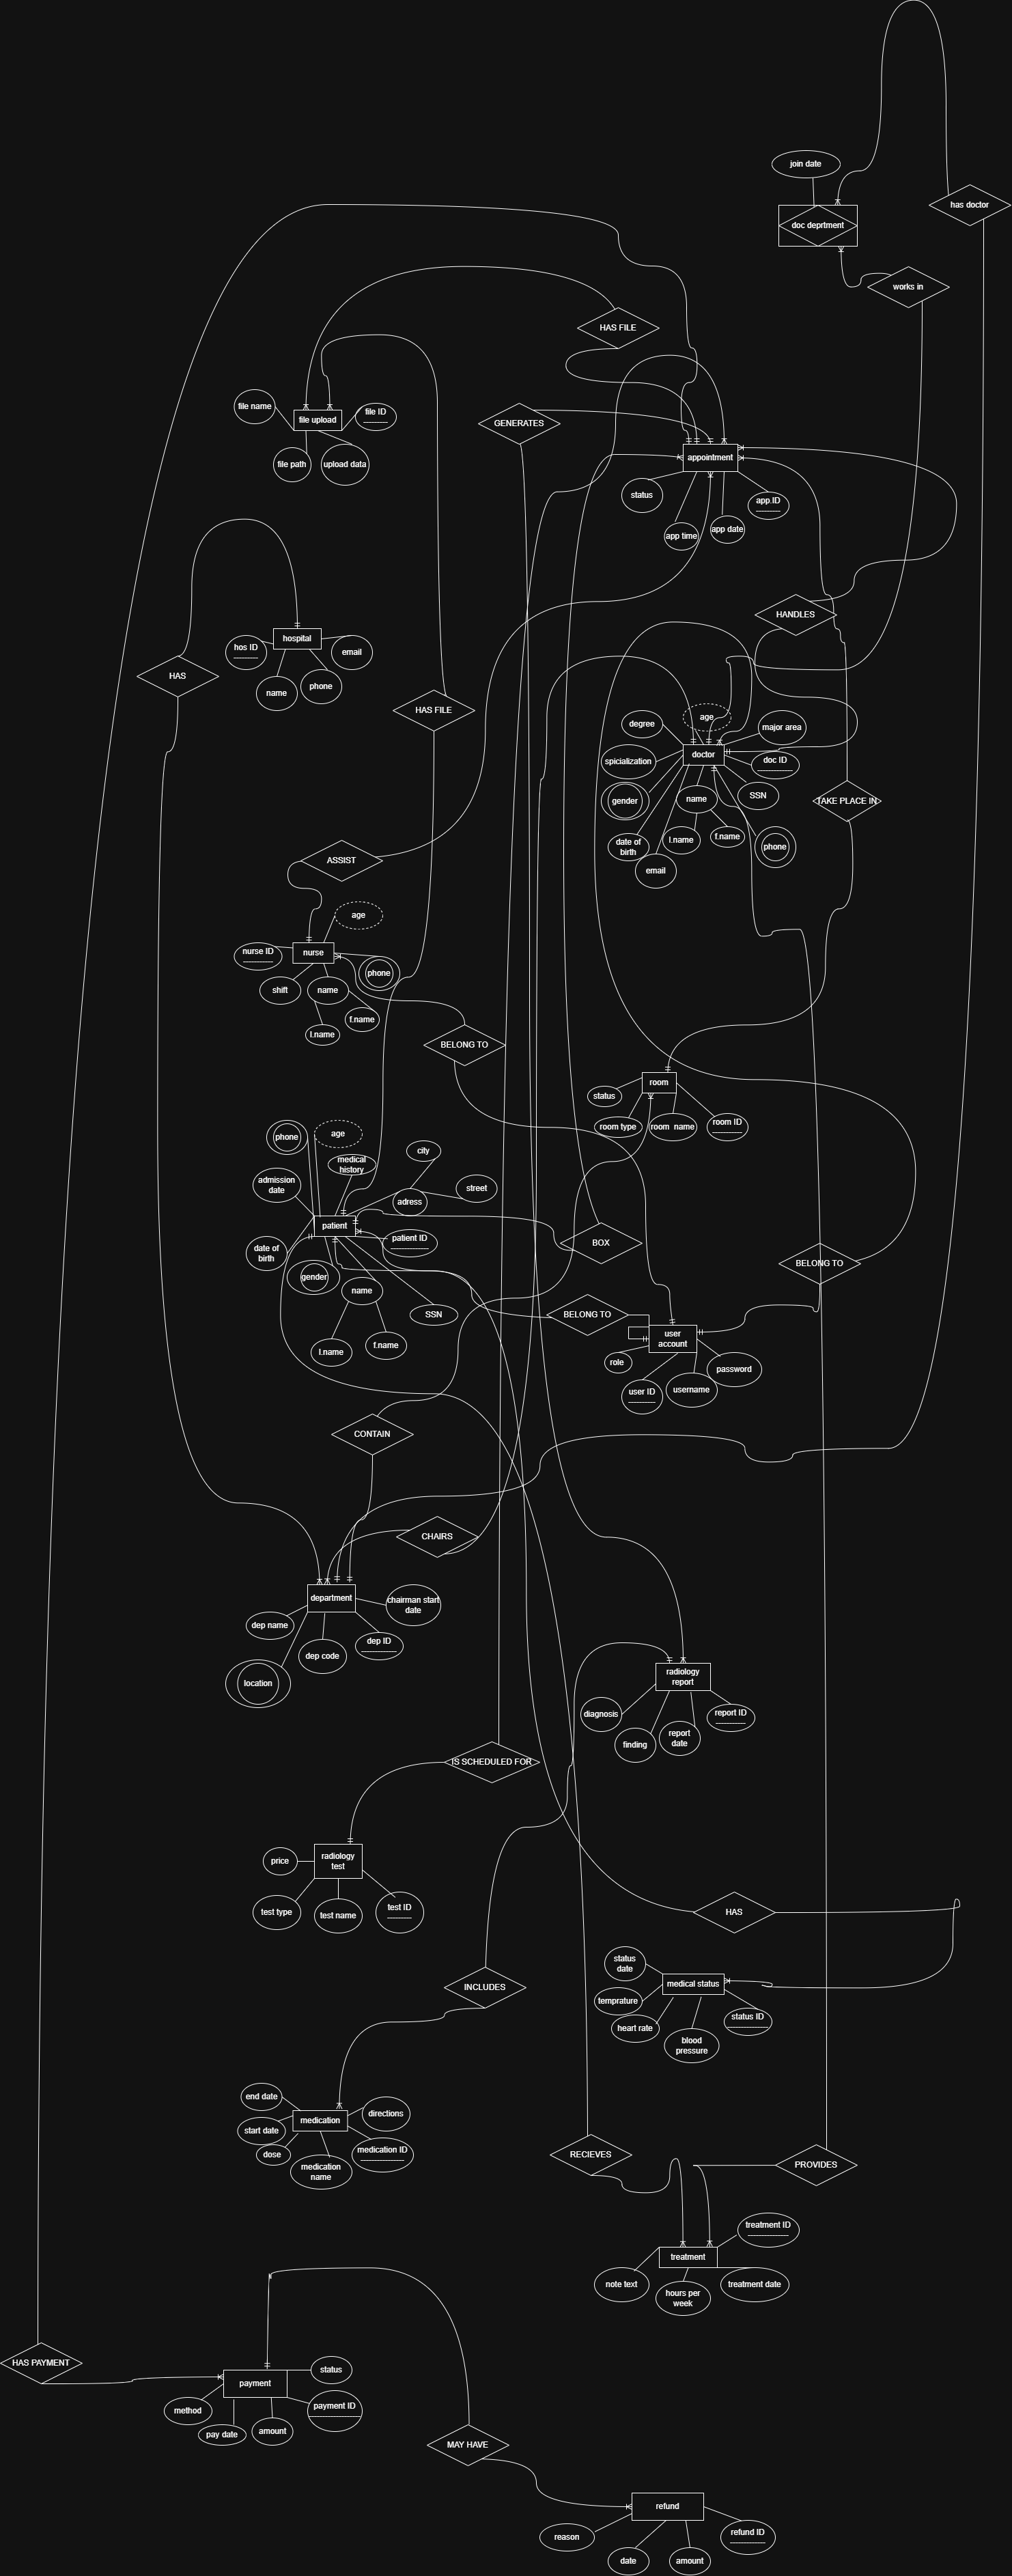 join date
has doctor
doc deprtment
works in
HAS FILE
file name
file ID
file upload
GENERATES
file path
upload data
appointment
status
app ID
app time
app date
HANDLES
hospital
hos ID
email
HAS
name
phone
HAS FILE
age
degree
major area
doctor
spicialization
doc ID
gender
name
SSN
TAKE PLACE IN
date of
birth
l.name
f.name
phone
email
ASSIST
age
nurse ID
nurse
phone
shift
name
l.name
f.name
BELONG TO
room
status
room type
room name
room ID
phone
age
city
medical
history
admission
date
street
adress
patient
patient ID
date of
birth
BOX
BELONG TO
gender
name
SSN
BELONG TO
l.name
f.name
user
account
role
password
user ID
username
CONTAIN
CHAIRS
department
chairman start
date
dep name
dep ID
dep code
location
radiology
report
diagnosis
report ID
finding
report
date
IS SCHEDULED FOR
radiology
test
price
test type
test name
test ID
HAS
status
date
medical status
INCLUDES
temprature
status ID
heart rate
blood
pressure
end date
directions
medication
start date
dose
medication ID
medication
name
RECIEVES
PROVIDES
treatment ID
treatment
note text
hours per
week
treatment date
HAS PAYMENT
status
payment
method
payment ID
pay date
amount
MAY HAVE
refund
reason
refund ID
date
amount